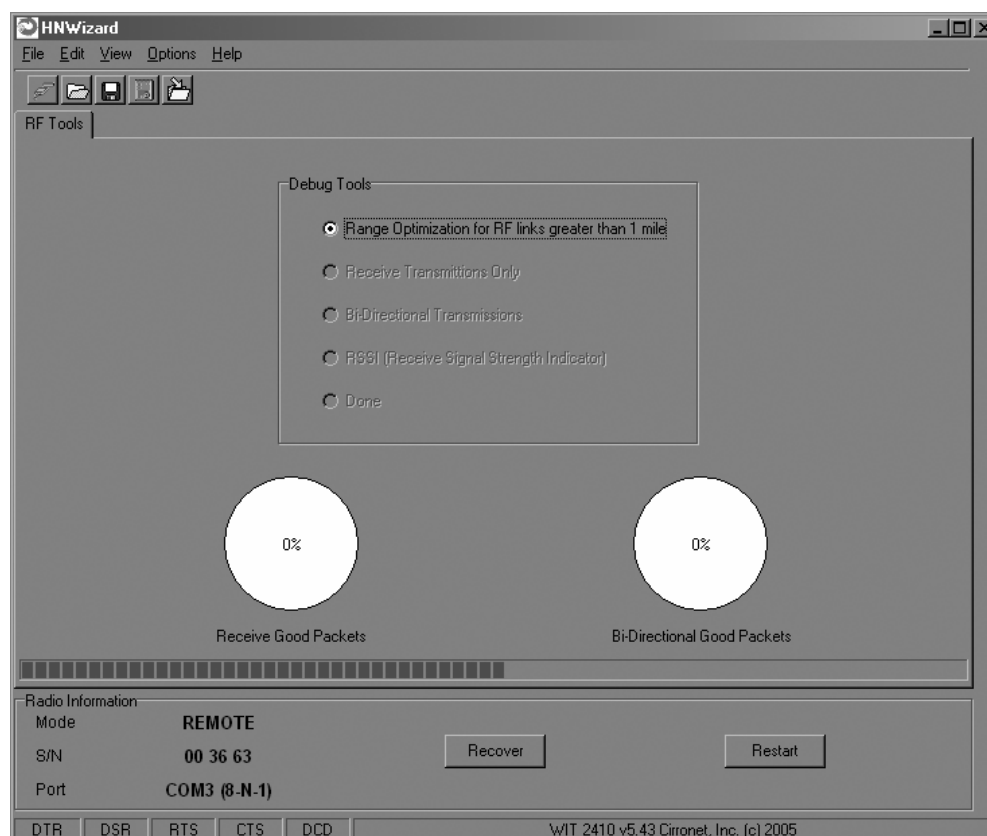 HNWizard
File Edit View Options Help
RF Tools
Debug Tools
Range Optimization for RF links greater than 1 mile
Receive Transmittions Only
Bi-Directional Transmissions
RSSI (Receive Signal Strength Indicator)
Done
0% 0%
Receive Good Packets Bi-Directional Good Packets
Radio Information
Mode REMOTE
S/N 00 36 63 Recover Restart
Port COM3 (8-N-1)
DTR DSR RTS CTS DCD WIT 2410 v5.43 Cirronet, Inc. (c) 2005